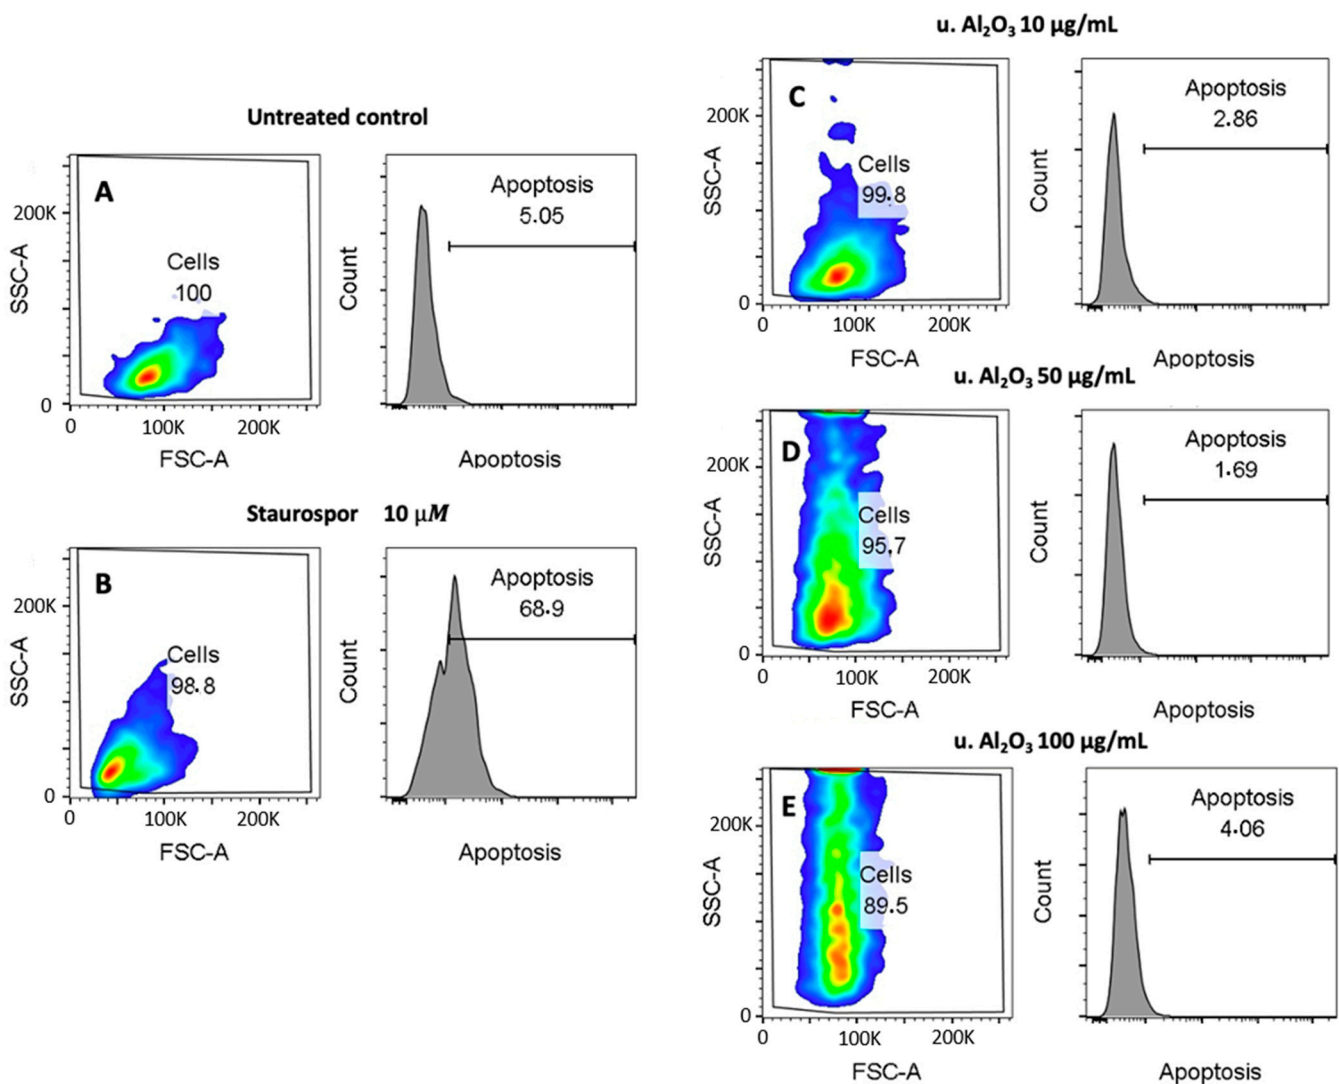 Untreated control
A
SSC-A
200K
0
Cells
100
0
100K
200K
FSC-A
Count
Apoptosis
5.05
Apoptosis
Staurospor 10 μM
B
SSC-A
200K
0
Cells
98.8
0
100K
200K
FSC-A
Count
Apoptosis
68.9
Apoptosis
u. Al₂O₃ 10 μg/mL
C
SSC-A
200K
0
Cells
99.8
0
100K
200K
FSC-A
Count
Apoptosis
2.86
Apoptosis
u. Al₂O₃ 50 μg/mL
D
SSC-A
200K
0
Cells
95.7
0
100K
200K
FSC-A
Count
Apoptosis
1.69
Apoptosis
u. Al₂O₃ 100 μg/mL
E
SSC-A
200K
0
Cells
89.5
0
100K
200K
FSC-A
Count
Apoptosis
4.06
Apoptosis